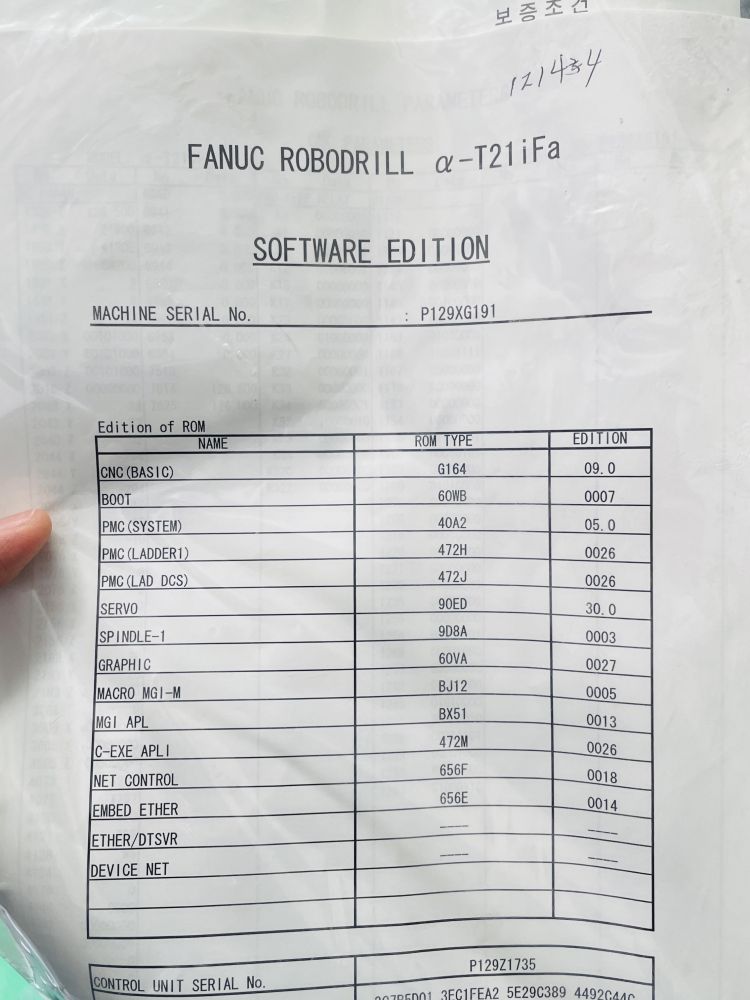 보증조건
FANUC ROBODRILL α-T21iFa
SOFTWARE EDITION
MACHINE SERIAL No. : P129XG191
Edition of ROM
NAME ROM TYPE EDITION
CNC(BASIC) G164 09.0
BOOT 60WB 0007
PMC(SYSTEM) 40A2 05.0
PMC(LADDER1) 472H 0026
PMC(LAD DCS) 472J 0026
SERVO 90ED 30.0
SPINDLE-1 9D8A 0003
GRAPHIC 60VA 0027
MACRO MGI-M BJ12 0005
MGI APL BX51 0013
C-EXE APLI 472M 0026
NET CONTROL 656F 0018
EMBED ETHER 656E 0014
ETHER/DTSVR ---- ----
DEVICE NET ---- ----
CONTROL UNIT SERIAL No. P129Z1735
3FC1FEA2 5E29C389 4492C44C